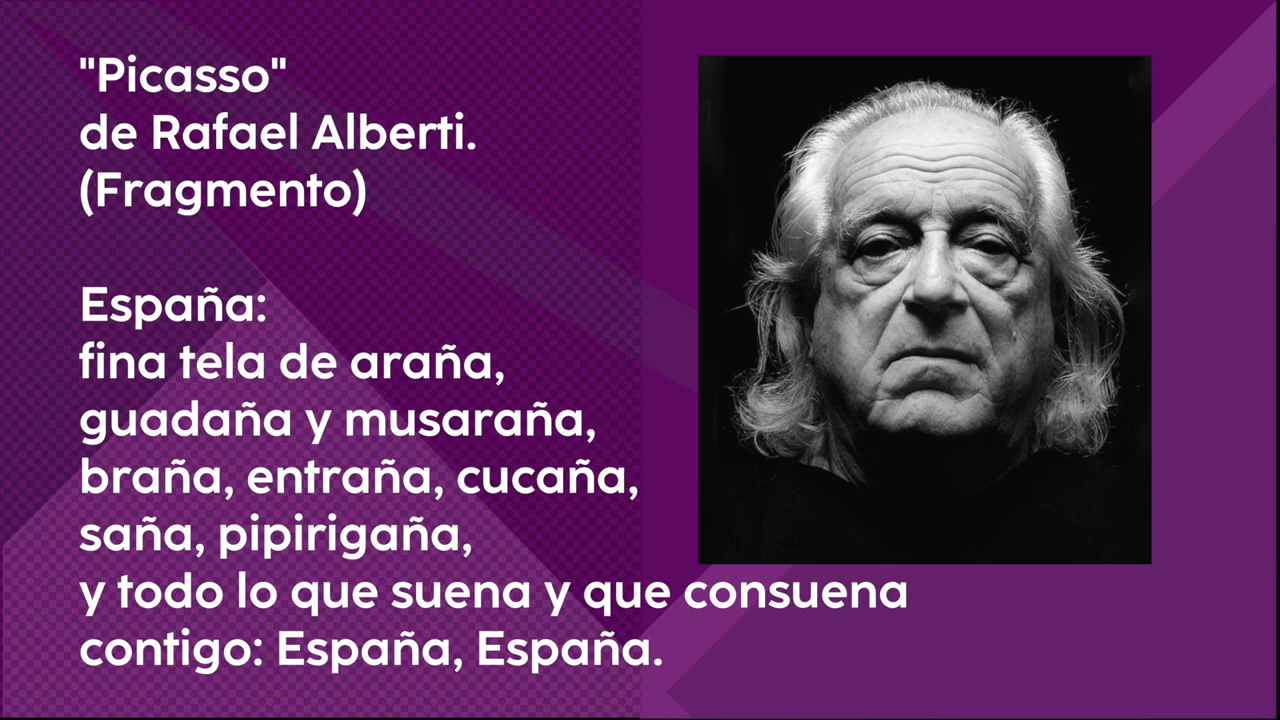 "Picasso"
de Rafael Alberti.
(Fragmento)
España:
fina tela de araña,
guadaña y musaraña,
braña, entraña, cucaña,
saña, pipirigaña,
y todo lo que suena y que consuena
contigo: España, España.